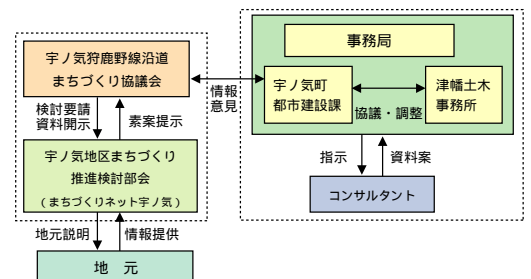 宇ノ気狩鹿野線沿道
まちづくり協議会
検討要請
資料開示
素案提示
宇ノ気地区まちづくり
推進検討部会
(まちづくりネット宇ノ気)
地元説明
情報提供
地 元
情報
意見
事務局
宇ノ気町
都市建設課
協議・調整
津幡土木
事務所
指示
資料案
コンサルタント